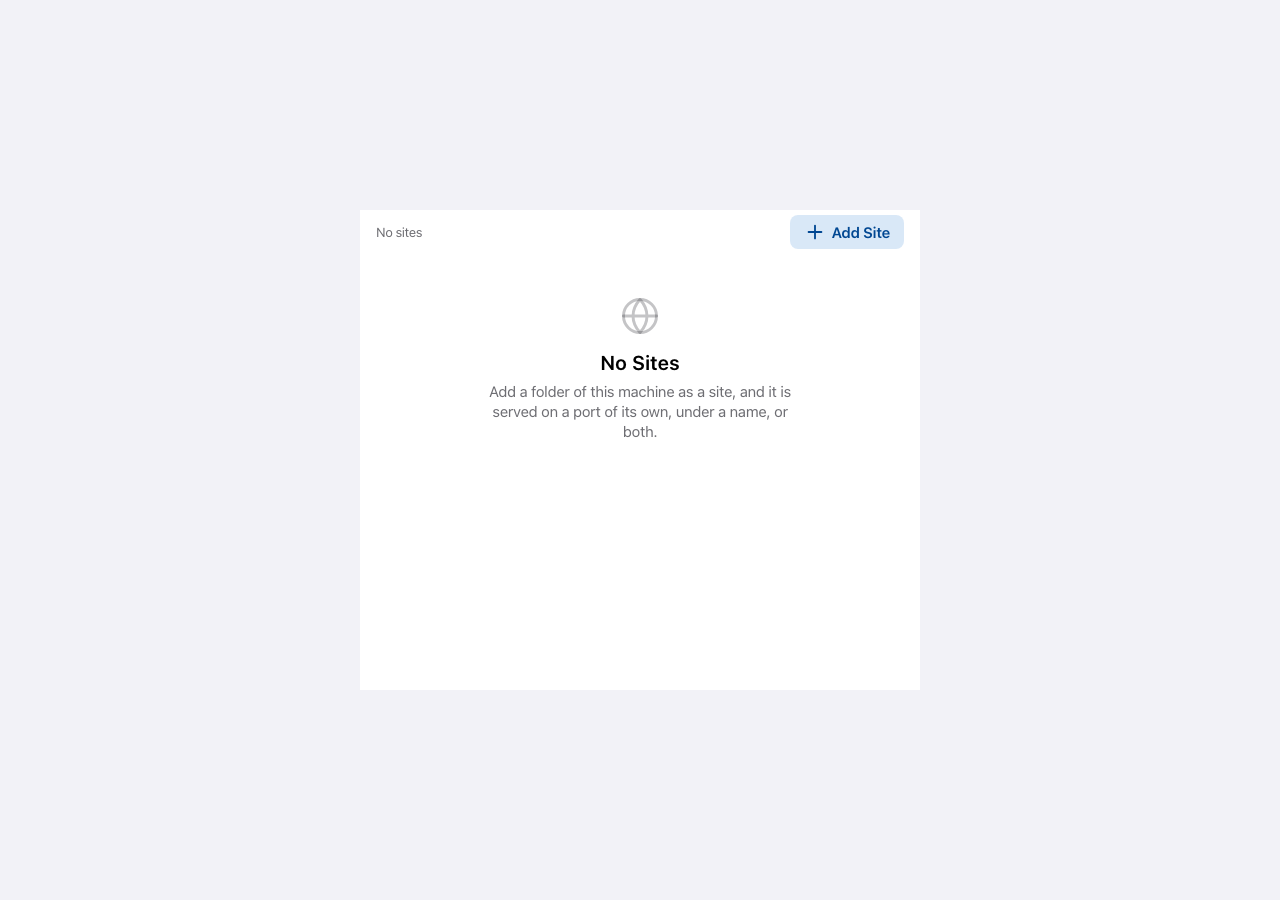 No sites
Add Site
No Sites
Add a folder of this machine as a site, and it is
served on a port of its own, under a name, or
both.